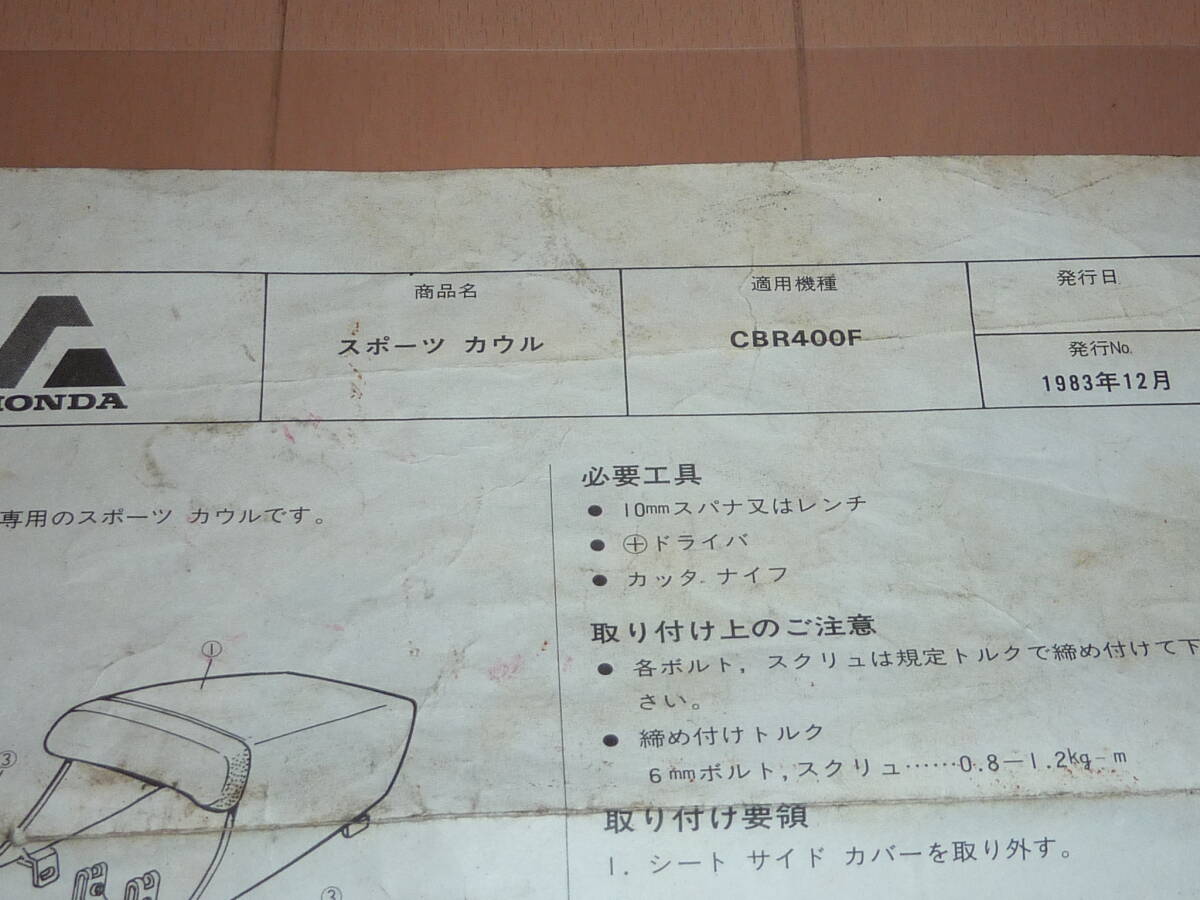 商品名
適用機種
発行日
スポーツ カウル
CBR400F
発行No.
1983年12月
HONDA
専用のスポーツ カウルです。
①
③
③
必要工具
● 10mmスパナ又はレンチ
● ⊕ドライバ
● カッタ ナイフ
取り付け上のご注意
● 各ボルト, スクリュは規定トルクで締め付けて下
さい。
● 締め付けトルク
6mmボルト, スクリュ……0.8−1.2kg-m
取り付け要領
1. シート サイド カバーを取り外す。